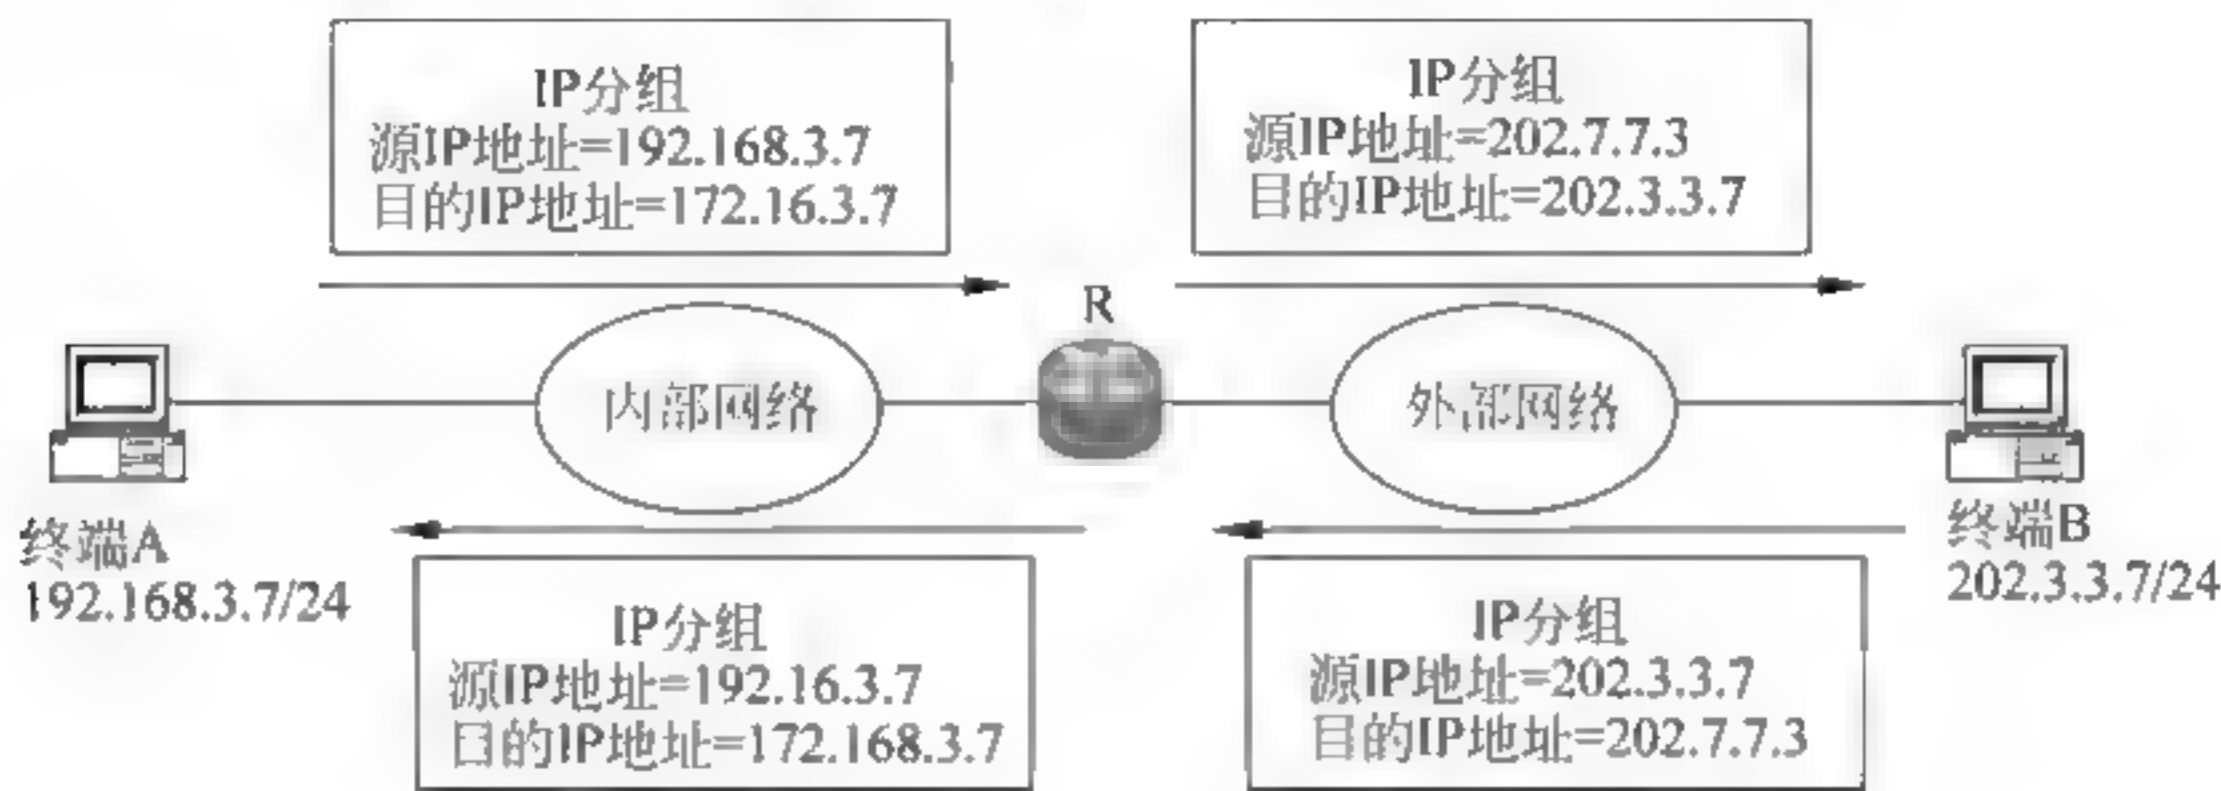 IP分组
源IP地址=192.168.3.7
目的IP地址=172.16.3.7
IP分组
源IP地址=202.7.7.3
目的IP地址=202.3.3.7
R
内部网络
外部网络
终端A
192.168.3.7/24
终端B
202.3.3.7/24
IP分组
源IP地址=192.16.3.7
目的IP地址=172.168.3.7
IP分组
源IP地址=202.3.3.7
目的IP地址=202.7.7.3